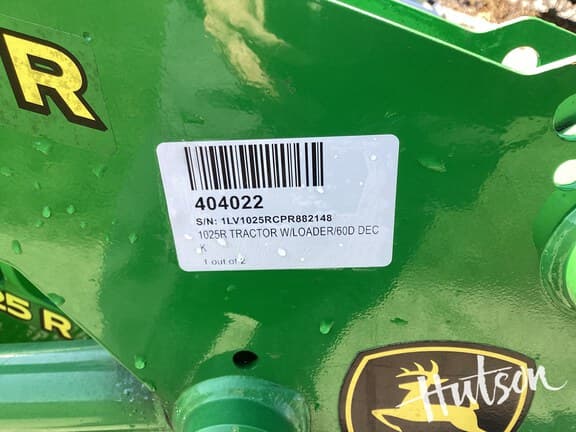 R
404022
S/N: 1LV1025RCPR882148
1025R TRACTOR W/LOADER/60D DEC
K
1 out of 2
25 R
Hutson